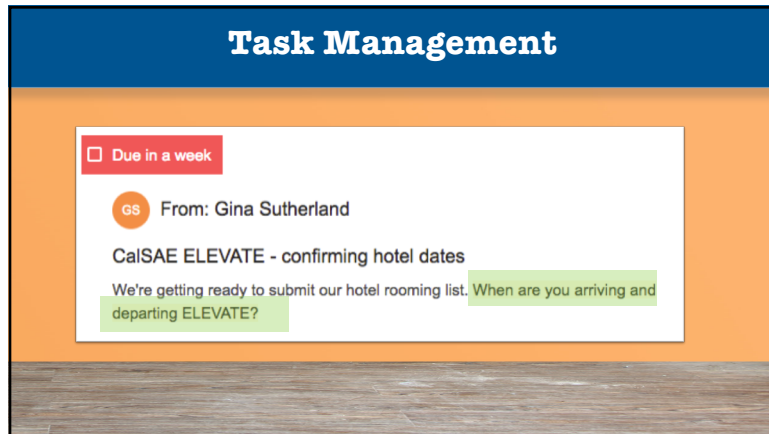 Task Management
Due in a week
GS From: Gina Sutherland
CalSAE ELEVATE - confirming hotel dates
We're getting ready to submit our hotel rooming list. When are you arriving and
departing ELEVATE?